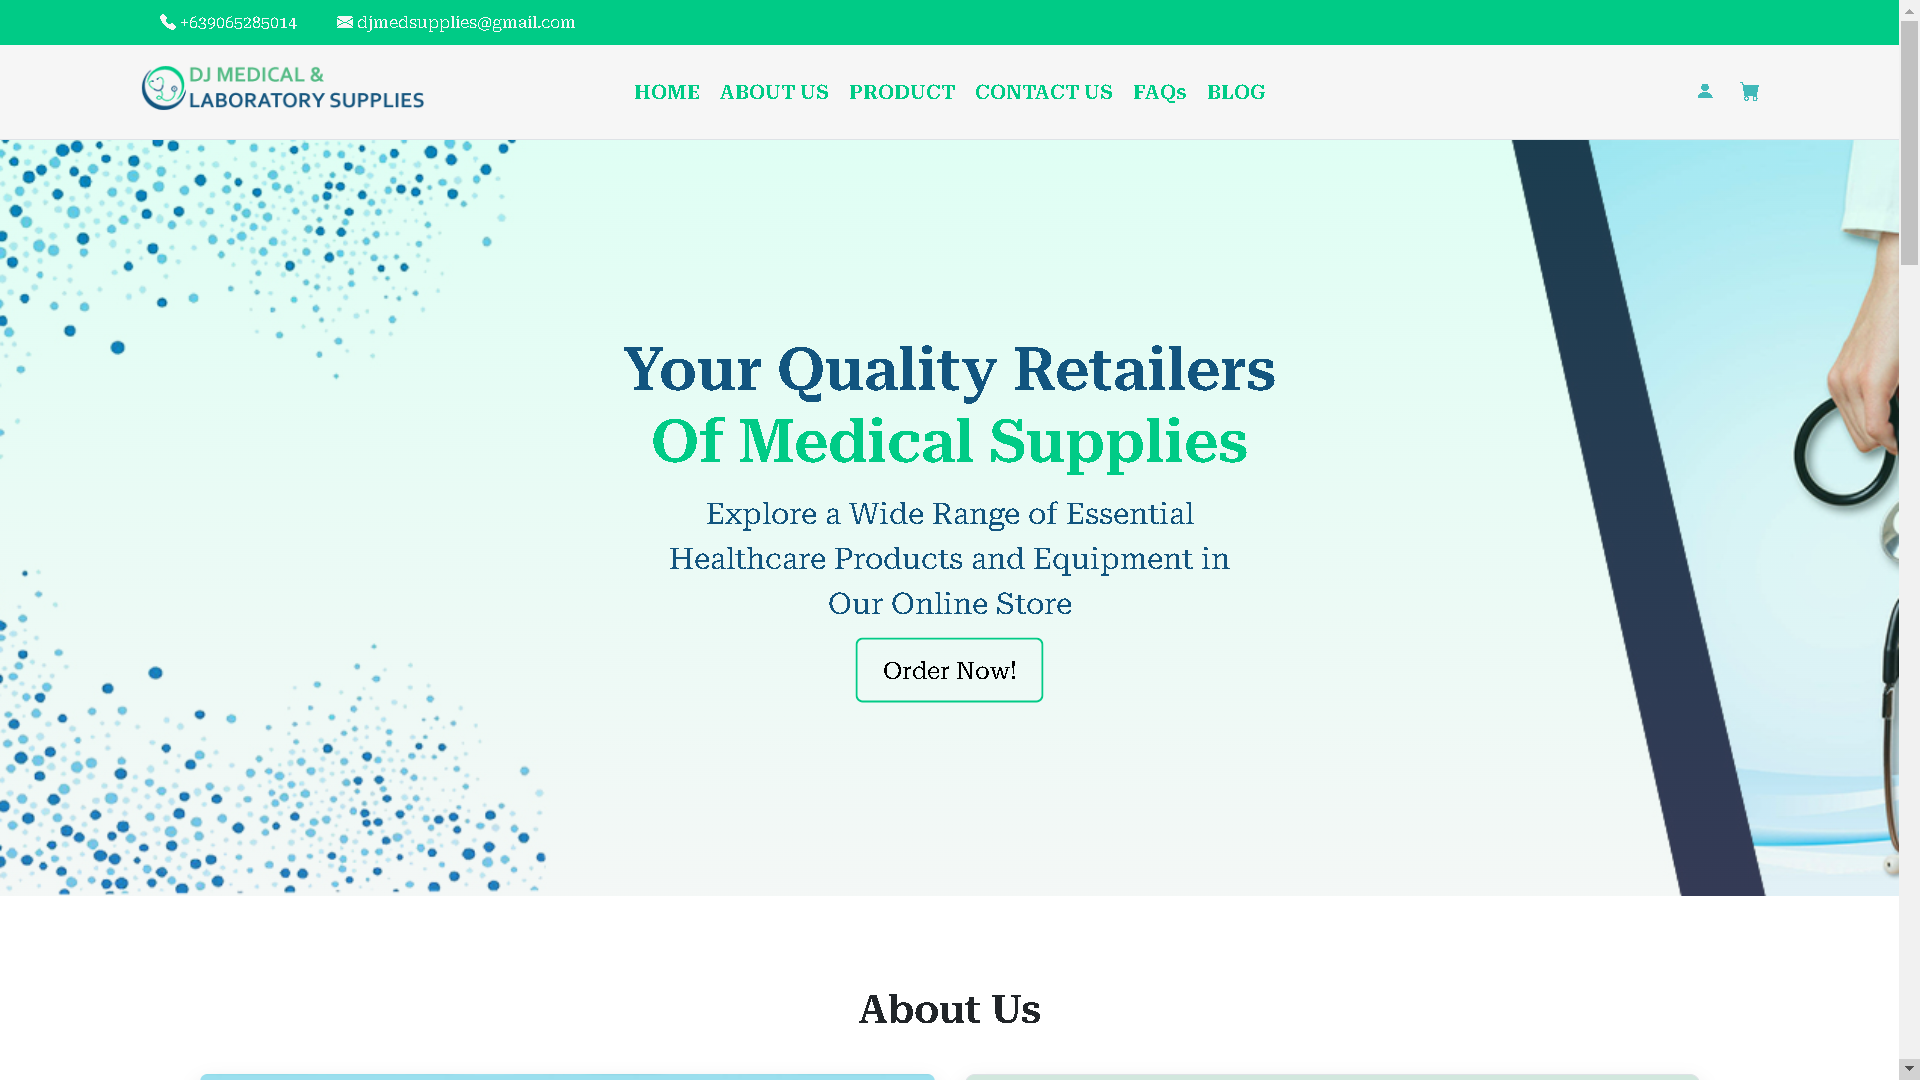 +639065285014 djmedsupplies@gmail.com
DJ MEDICAL &
LABORATORY SUPPLIES
HOME ABOUT US PRODUCT CONTACT US FAQs BLOG
Your Quality Retailers
Of Medical Supplies
Explore a Wide Range of Essential
Healthcare Products and Equipment in
Our Online Store
Order Now!
About Us